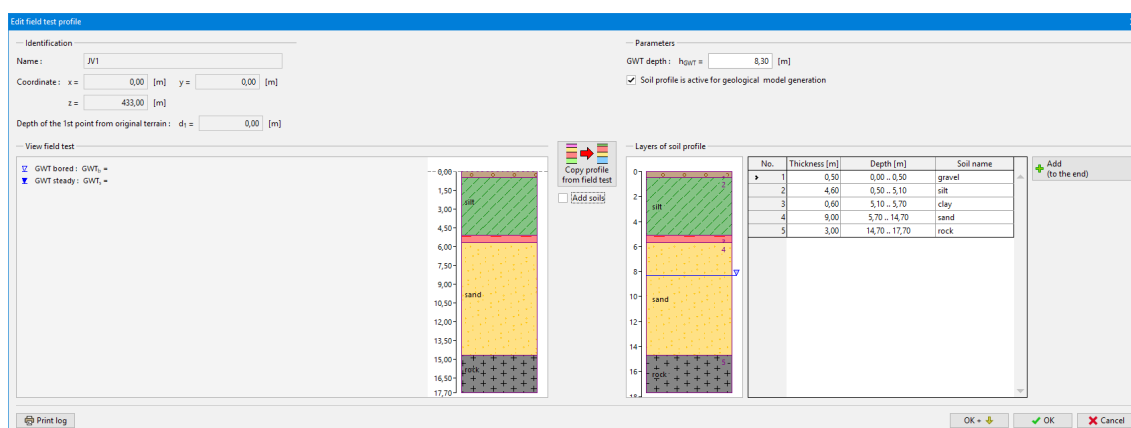 Edit field test profile
Identification
Name : JV1
Coordinate : x = 0,00 [m] y = 0,00 [m]
z = 433,00 [m]
Depth of the 1st point from original terrain : d₁ = 0,00 [m]
Parameters
GWT depth : hGWT = 8,30 [m]
Soil profile is active for geological model generation
View field test
GWT bored : GWTb =
GWT steady : GWTs =
0,00
1,50
4,50
6,00
7,50
9,00
10,50
12,00
13,50
15,00
16,50
17,70
silt
sand
rock
Copy profile
from field test
Add soils
Layers of soil profile
0
2
4
6
8
10
12
14
16
18
2
silt
3
4
sand
5
rock
No. Thickness [m] Depth [m] Soil name
1 0,50 0,00 .. 0,50 gravel
2 4,60 0,50 .. 5,10 silt
3 0,60 5,10 .. 5,70 clay
4 9,00 5,70 .. 14,70 sand
5 3,00 14,70 .. 17,70 rock
Add
(to the end)
Print log
OK +
OK
Cancel